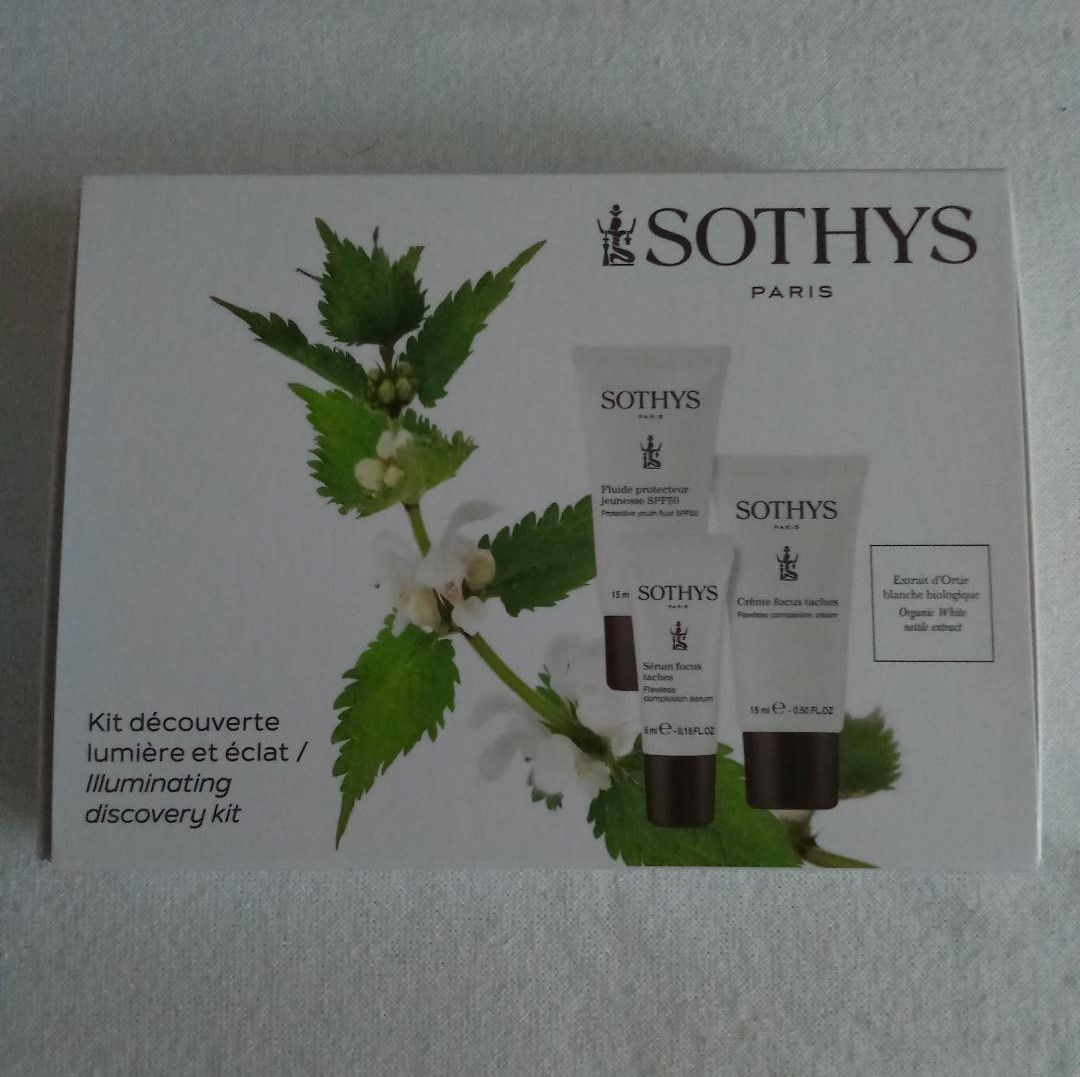 SOTHYS
PARIS
SOTHYS
PARIS
Fluide protecteur
jeunesse SPF50
Protective youth fluid SPF50
15 m
SOTHYS
PARIS
Sérum focus
taches
Flawless
complexion serum
5 ml e - 0.16 FL.OZ
SOTHYS
PARIS
Crème focus taches
Flawless complexion cream
15 ml e - 0.50 FL.OZ
Extrait d'Ortie
blanche biologique
Organic White
nettle extract
Kit découverte
lumière et éclat /
Illuminating
discovery kit